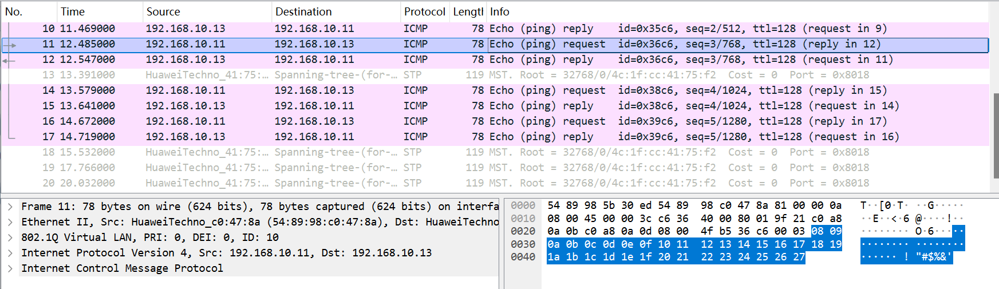 No. Time Source Destination Protocol Length Info
10 11.469000 192.168.10.13 192.168.10.11 ICMP 78 Echo (ping) reply id=0x35c6, seq=2/512, ttl=128 (request in 9)
11 12.485000 192.168.10.11 192.168.10.13 ICMP 78 Echo (ping) request id=0x36c6, seq=3/768, ttl=128 (reply in 12)
12 12.547000 192.168.10.13 192.168.10.11 ICMP 78 Echo (ping) reply id=0x36c6, seq=3/768, ttl=128 (request in 11)
13 13.391000 HuaweiTechno_41:75:… Spanning-tree-(for-… STP 119 MST. Root = 32768/0/4c:1f:cc:41:75:f2 Cost = 0 Port = 0x8018
14 13.579000 192.168.10.11 192.168.10.13 ICMP 78 Echo (ping) request id=0x38c6, seq=4/1024, ttl=128 (reply in 15)
15 13.641000 192.168.10.13 192.168.10.11 ICMP 78 Echo (ping) reply id=0x38c6, seq=4/1024, ttl=128 (request in 14)
16 14.672000 192.168.10.11 192.168.10.13 ICMP 78 Echo (ping) request id=0x39c6, seq=5/1280, ttl=128 (reply in 17)
17 14.719000 192.168.10.13 192.168.10.11 ICMP 78 Echo (ping) reply id=0x39c6, seq=5/1280, ttl=128 (request in 16)
18 15.532000 HuaweiTechno_41:75:… Spanning-tree-(for-… STP 119 MST. Root = 32768/0/4c:1f:cc:41:75:f2 Cost = 0 Port = 0x8018
19 17.766000 HuaweiTechno_41:75:… Spanning-tree-(for-… STP 119 MST. Root = 32768/0/4c:1f:cc:41:75:f2 Cost = 0 Port = 0x8018
20 20.032000 HuaweiTechno_41:75:… Spanning-tree-(for-… STP 119 MST. Root = 32768/0/4c:1f:cc:41:75:f2 Cost = 0 Port = 0x8018
Frame 11: 78 bytes on wire (624 bits), 78 bytes captured (624 bits) on interfa
Ethernet II, Src: HuaweiTechno_c0:47:8a (54:89:98:c0:47:8a), Dst: HuaweiTechno
802.1Q Virtual LAN, PRI: 0, DEI: 0, ID: 10
Internet Protocol Version 4, Src: 192.168.10.11, Dst: 192.168.10.13
Internet Control Message Protocol
0000 54 89 98 5b 30 ed 54 89 98 c0 47 8a 81 00 00 0a T··[0·T· ··G·····
0010 08 00 45 00 00 3c c6 36 40 00 80 01 9f 21 c0 a8 ··E··<·6 @····!··
0020 0a 0b c0 a8 0a 0d 08 00 4f b5 36 c6 00 03 08 09 ········ O·6·····
0030 0a 0b 0c 0d 0e 0f 10 11 12 13 14 15 16 17 18 19 ········ ········
0040 1a 1b 1c 1d 1e 1f 20 21 22 23 24 25 26 27 ······ ! "#$%&'